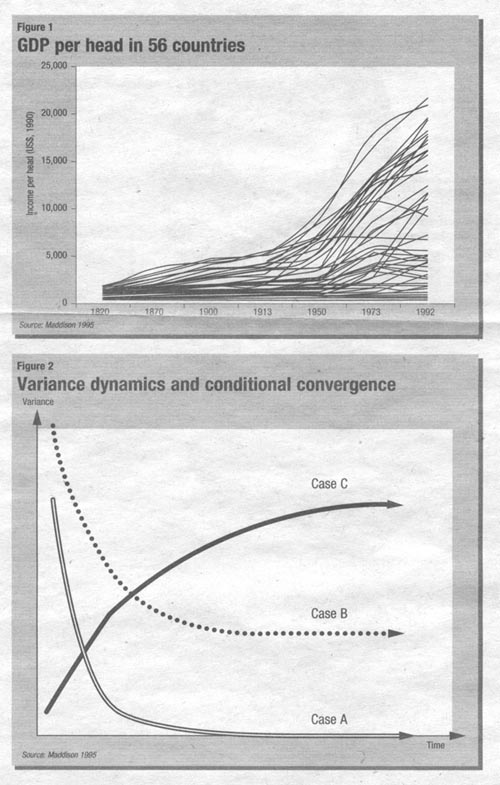 Figure 1
GDP per head in 56 countries
25,000
20,000
15,000
10,000
5,000
0
Income per head (US$, 1990)
1820 1870 1900 1913 1950 1973 1992
Source: Maddison 1995
Figure 2
Variance dynamics and conditional convergence
Variance
Case C
Case B
Case A
Time
Source: Maddison 1995